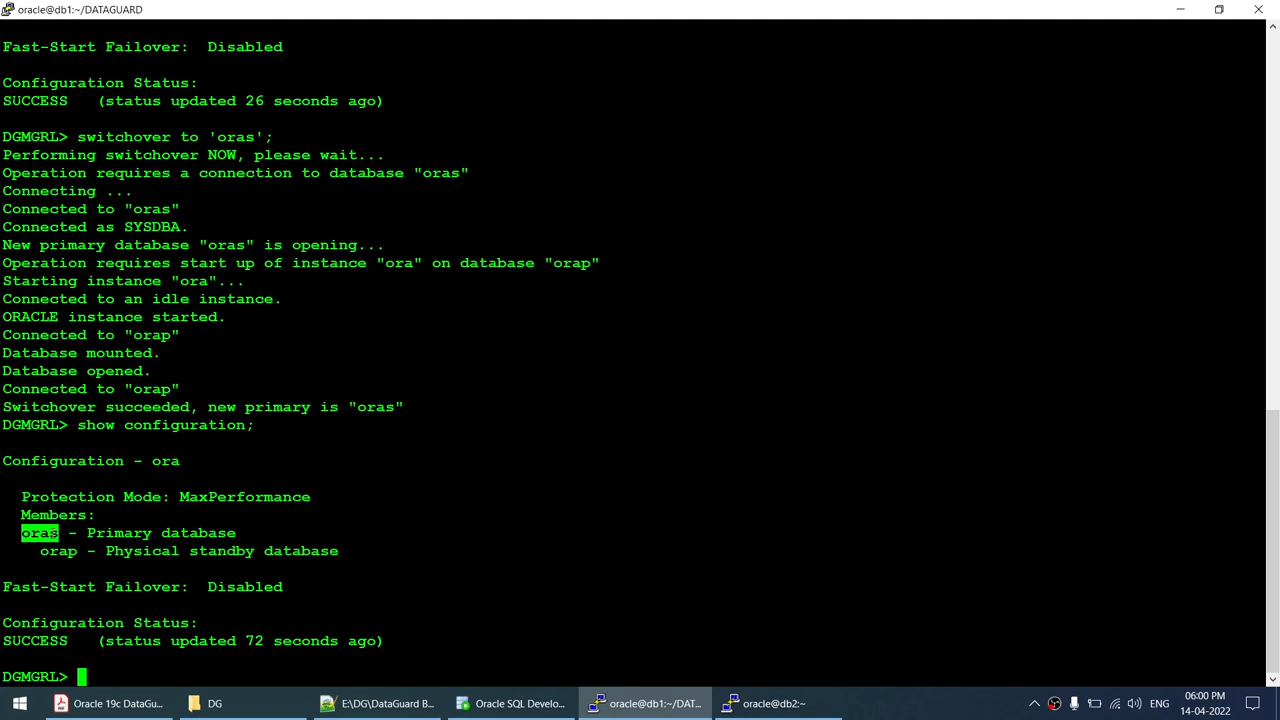 oracle@db1:~/DATAGUARD
Fast-Start Failover:  Disabled
Configuration Status:
SUCCESS   (status updated 26 seconds ago)
DGMGRL> switchover to 'oras';
Performing switchover NOW, please wait...
Operation requires a connection to database "oras"
Connecting ...
Connected to "oras"
Connected as SYSDBA.
New primary database "oras" is opening...
Operation requires start up of instance "ora" on database "orap"
Starting instance "ora"...
Connected to an idle instance.
ORACLE instance started.
Connected to "orap"
Database mounted.
Database opened.
Connected to "orap"
Switchover succeeded, new primary is "oras"
DGMGRL> show configuration;
Configuration - ora
Protection Mode: MaxPerformance
Members:
oras - Primary database
orap - Physical standby database
Fast-Start Failover:  Disabled
Configuration Status:
SUCCESS   (status updated 72 seconds ago)
DGMGRL>
Oracle 19c DataGu... DG E:\DG\DataGuard B... Oracle SQL Develo... oracle@db1:~/DAT... oracle@db2:~ ENG 06:00 PM
14-04-2022